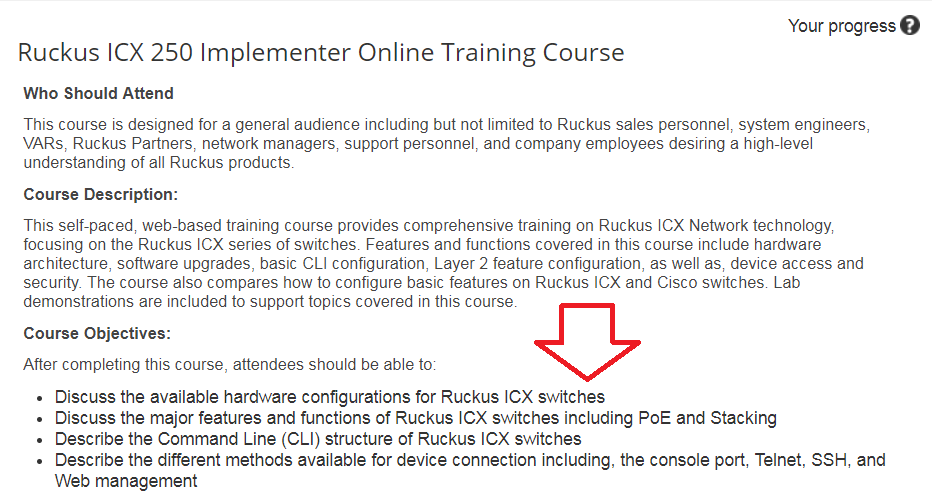 Your progress
Ruckus ICX 250 Implementer Online Training Course
Who Should Attend
This course is designed for a general audience including but not limited to Ruckus sales personnel, system engineers,
VARs, Ruckus Partners, network managers, support personnel, and company employees desiring a high-level
understanding of all Ruckus products.
Course Description:
This self-paced, web-based training course provides comprehensive training on Ruckus ICX Network technology,
focusing on the Ruckus ICX series of switches. Features and functions covered in this course include hardware
architecture, software upgrades, basic CLI configuration, Layer 2 feature configuration, as well as, device access and
security. The course also compares how to configure basic features on Ruckus ICX and Cisco switches. Lab
demonstrations are included to support topics covered in this course.
Course Objectives:
After completing this course, attendees should be able to:
• Discuss the available hardware configurations for Ruckus ICX switches
• Discuss the major features and functions of Ruckus ICX switches including PoE and Stacking
• Describe the Command Line (CLI) structure of Ruckus ICX switches
• Describe the different methods available for device connection including, the console port, Telnet, SSH, and
Web management